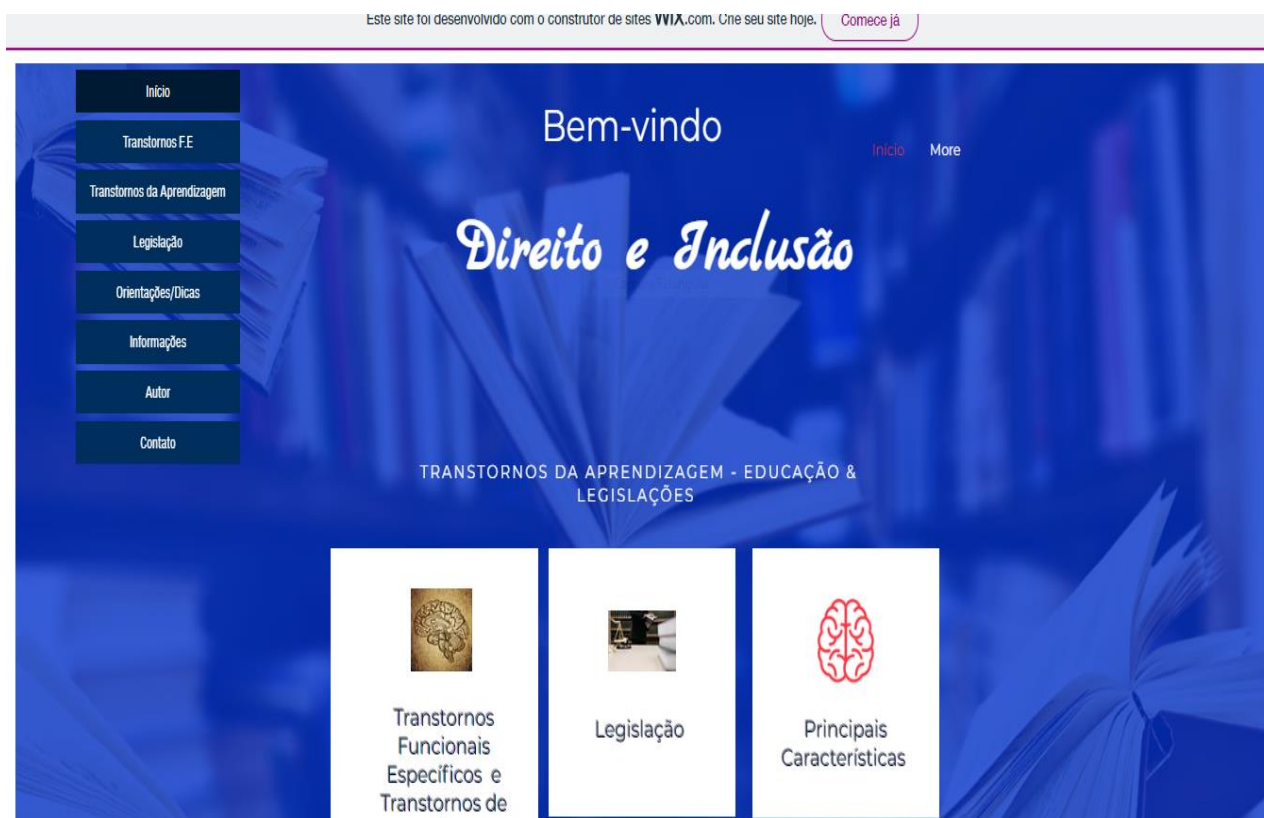 Este site foi desenvolvido com o construtor de sites WIX.com. Crie seu site hoje. Comece já
Início
Transtornos F.E
Transtornos da Aprendizagem
Legislação
Orientações/Dicas
Informações
Autor
Contato
Bem-vindo
Início More
Direito e Inclusão
TRANSTORNOS DA APRENDIZAGEM - EDUCAÇÃO &
LEGISLAÇÕES
Transtornos
Funcionais
Específicos e
Transtornos de
Legislação
Principais
Características